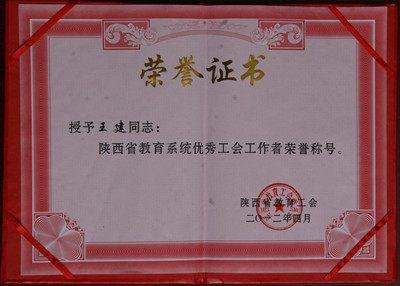 荣誉证书
授予王建同志：
陕西省教育系统优秀工会工作者荣誉称号。
陕西省教育工会
二〇一二年四月